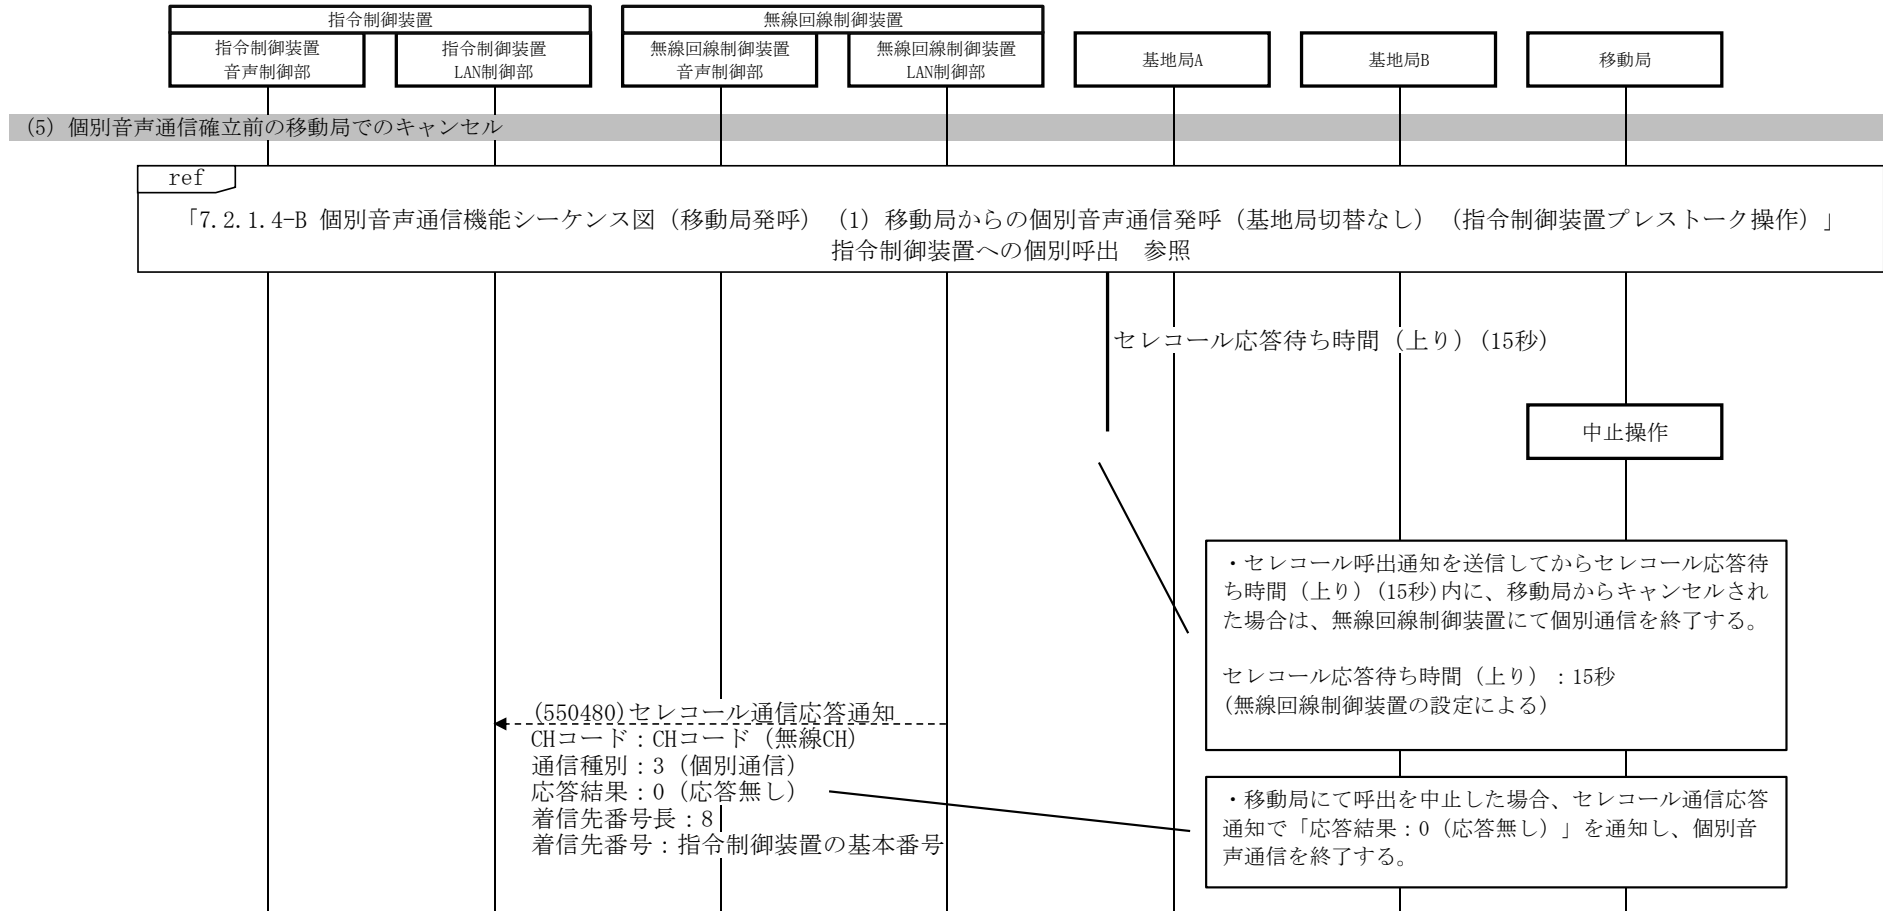 指令制御装置
無線回線制御装置
指令制御装置
音声制御部
指令制御装置
LAN制御部
無線回線制御装置
音声制御部
無線回線制御装置
LAN制御部
基地局A
基地局B
移動局
(5) 個別音声通信確立前の移動局でのキャンセル
ref
「7.2.1.4-B 個別音声通信機能シーケンス図（移動局発呼）（1）移動局からの個別音声通信発呼（基地局切替なし）（指令制御装置プレストーク操作）」
指令制御装置への個別呼出　参照
セレコール応答待ち時間（上り）(15秒)
中止操作
・セレコール呼出通知を送信してからセレコール応答待
ち時間（上り）(15秒)内に、移動局からキャンセルされ
た場合は、無線回線制御装置にて個別通信を終了する。
セレコール応答待ち時間（上り）：15秒
(無線回線制御装置の設定による)
(550480)セレコール通信応答通知
CHコード：CHコード（無線CH）
通信種別：3（個別通信）
応答結果：0（応答無し）
着信先番号長：8
着信先番号：指令制御装置の基本番号
・移動局にて呼出を中止した場合、セレコール通信応答
通知で「応答結果：0（応答無し）」を通知し、個別音
声通信を終了する。